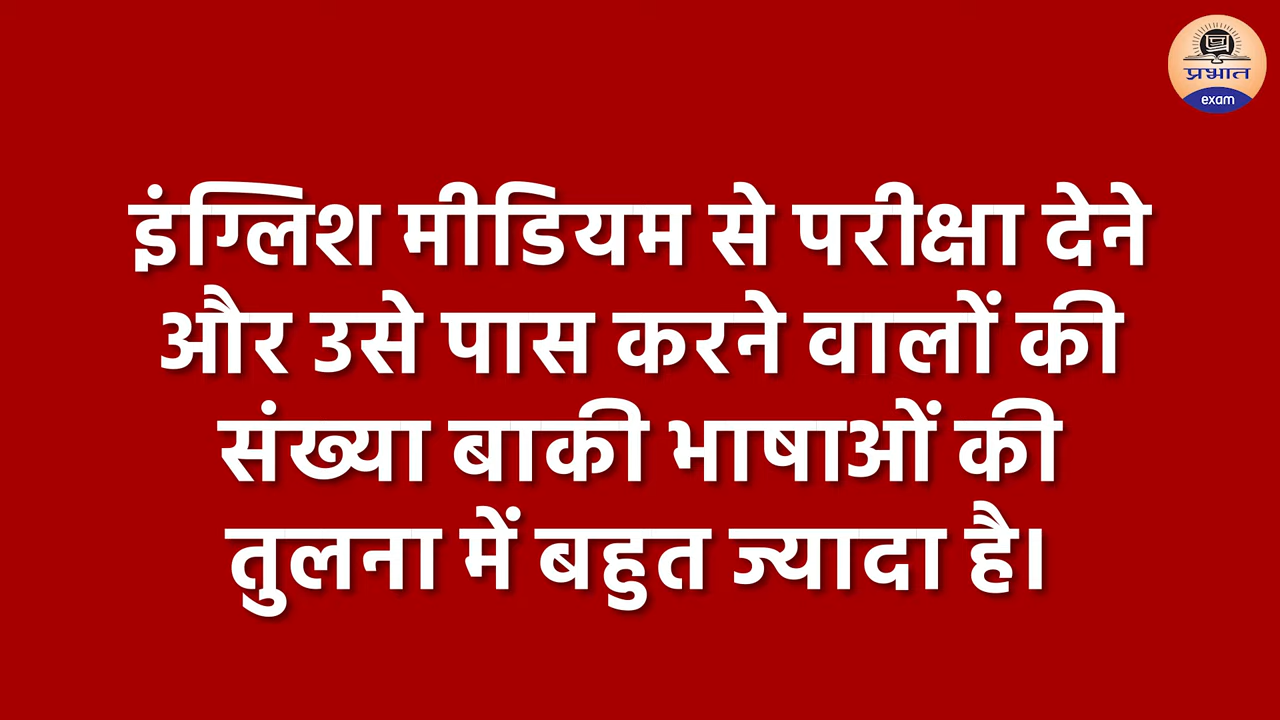 प्रभात
exam
इंग्लिश मीडियम से परीक्षा देने
और उसे पास करने वालों की
संख्या बाकी भाषाओं की
तुलना में बहुत ज्यादा है।